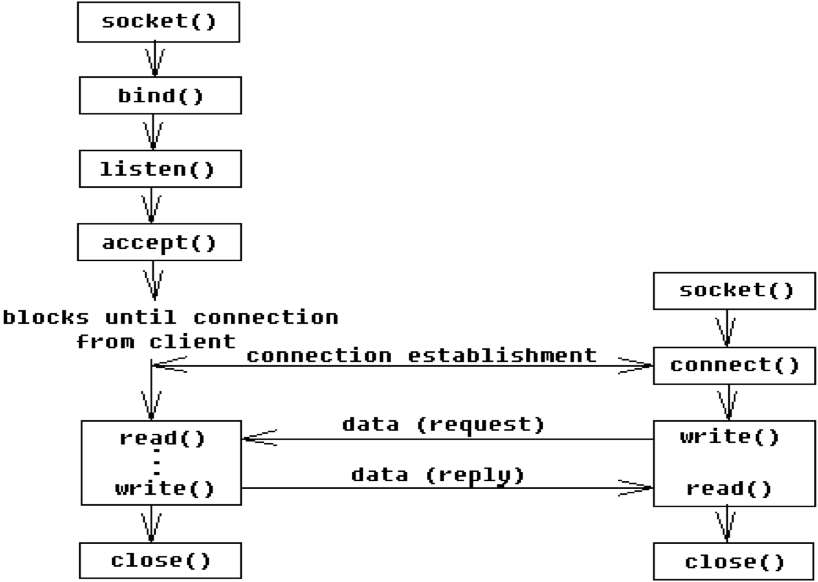 socket()
bind()
listen()
accept()
blocks until connection
from client
socket()
connection establishment
connect()
read()
write()
data (request)
write()
read()
data (reply)
close()
close()